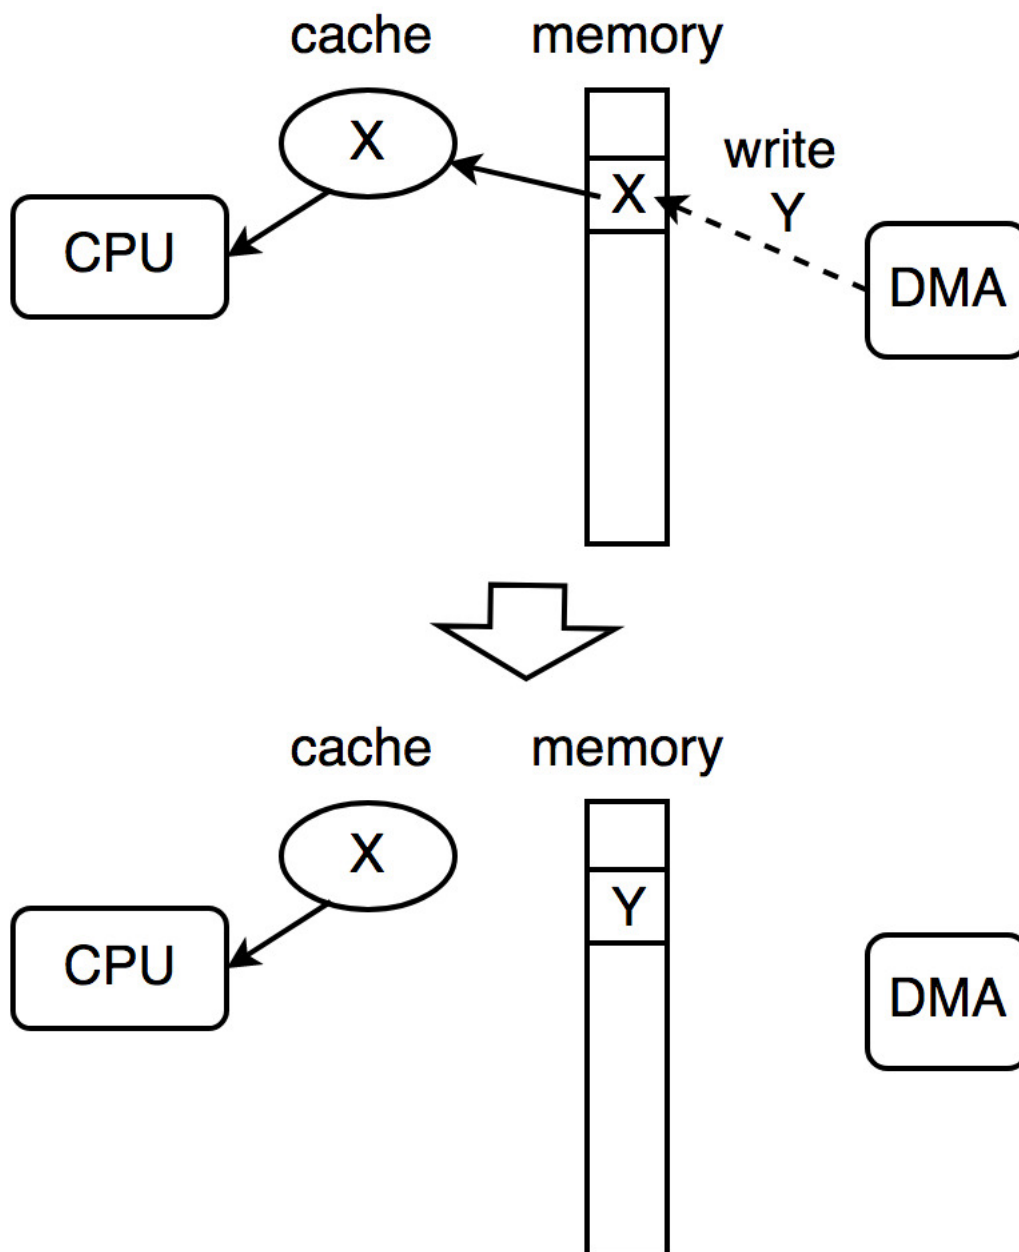 cache memory
X
write
X
Y
CPU
DMA
cache memory
X
Y
CPU
DMA